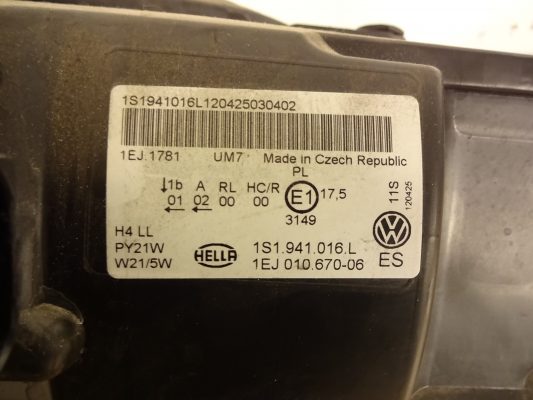 1S1941016L120425030402
1EJ.1781 UM7 Made in Czech Republic
PL
↓1b A RL HC/R E1 17,5
01 02 00 00
3149
11S
120425
H4 LL
PY21W HELLA 1S1.941.016.L
W21/5W 1EJ 010.670-06 ES